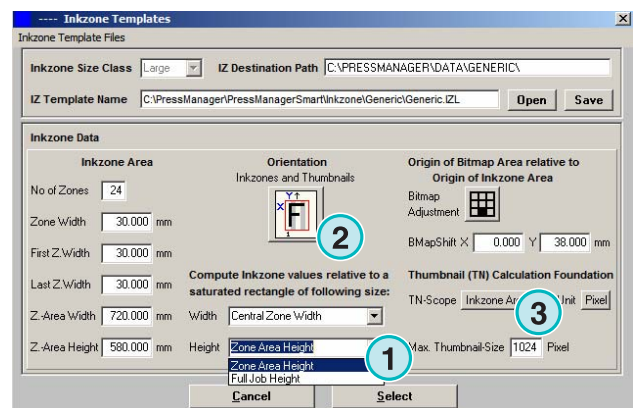 ---- Inkzone Templates
Inkzone Template Files
Inkzone Size Class Large IZ Destination Path C:\PRESSMANAGER\DATA\GENERIC\
IZ Template Name C:\PressManager\PressManagerSmart\Inkzone\Generic\Generic.IZL Open Save
Inkzone Data
Inkzone Area
No of Zones 24
Zone Width 30.000 mm
First Z.Width 30.000 mm
Last Z.Width 30.000 mm
Z.-Area Width 720.000 mm
Z.-Area Height 580.000 mm
Orientation
Inkzones and Thumbnails
Y
X F
1
2
Compute Inkzone values relative to a
saturated rectangle of following size:
Width Central Zone Width
Height Zone Area Height
Zone Area Height
Full Job Height
1
Origin of Bitmap Area relative to
Origin of Inkzone Area
Bitmap
Adjustment
BMapShift X 0.000 Y 38.000 mm
Thumbnail (TN) Calculation Foundation
TN-Scope Inkzone Pixel
3
Max. Thumbnail-Size 1024 Pixel
Cancel Select